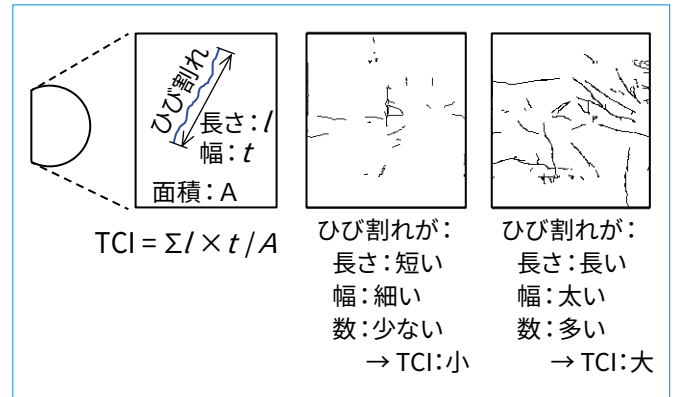 ひび割れ
長さ：l
幅：t
面積：A
TCI = Σl × t / A
ひび割れが：
長さ：短い
幅：細い
数：少ない
→ TCI：小
ひび割れが：
長さ：長い
幅：太い
数：多い
→ TCI：大